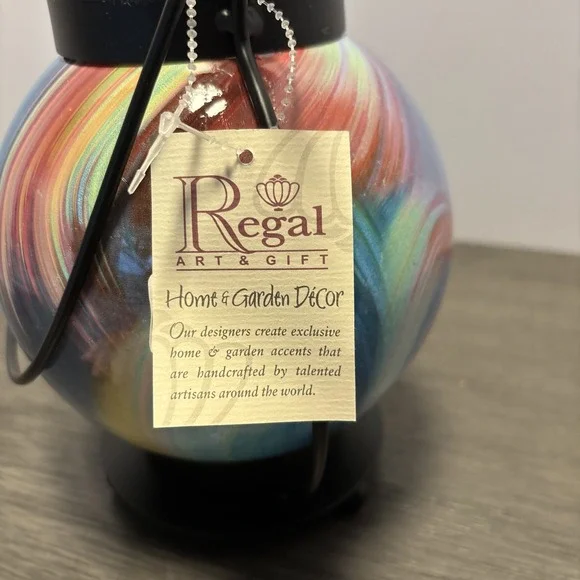 Regal
ART & GIFT
Home & Garden DéCor
Our designers create exclusive
home & garden accents that
are handcrafted by talented
artisans around the world.